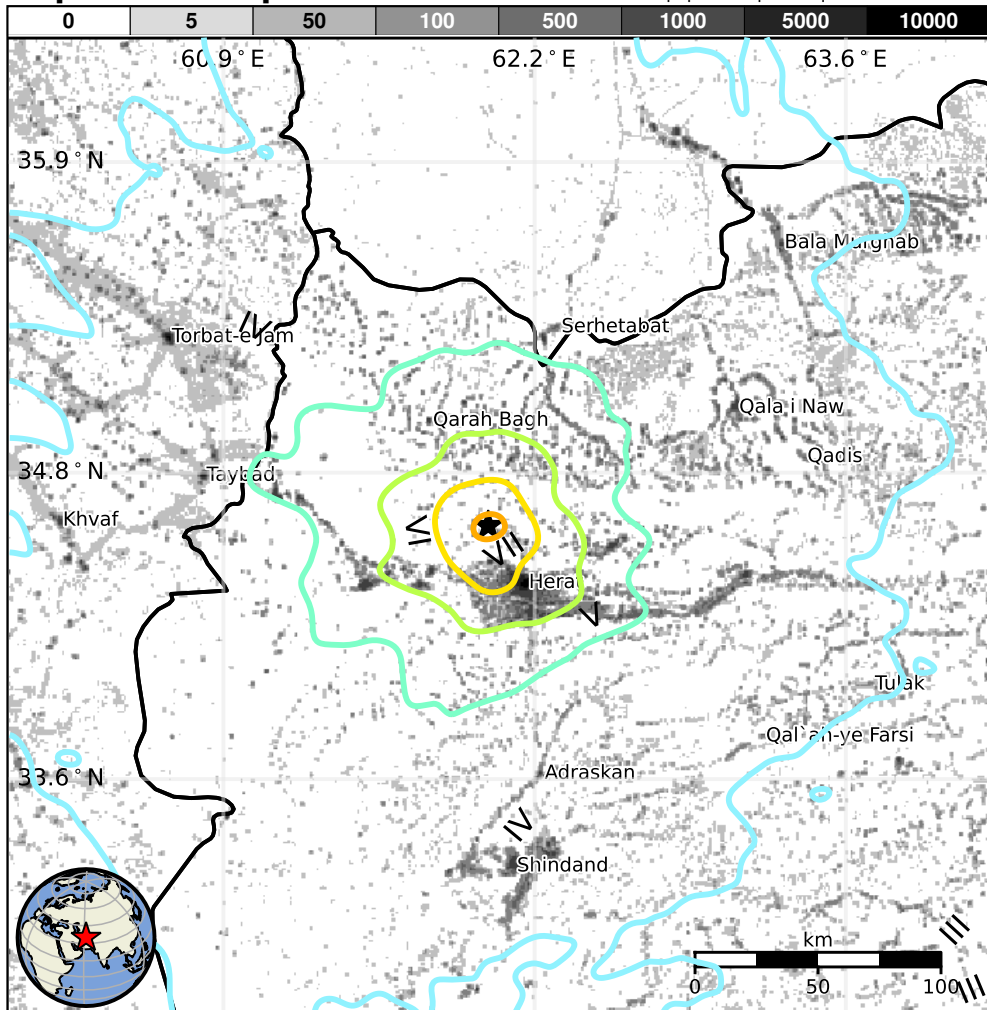 0 5 50 100 500 1000 5000 10000
60.9°E 62.2°E 63.6°E
35.9°N
Bala Murghab
Serhetabat
IV
Torbat-e Jam
Qala i Naw
Qarah Bagh
Qadis
34.8°N
Taybad
Khvaf
VI
VII
Herat
V
Tulak
Qal`ah-ye Farsi
33.6°N
Adraskan
IV
Shindand
III
km
0 50 100
III